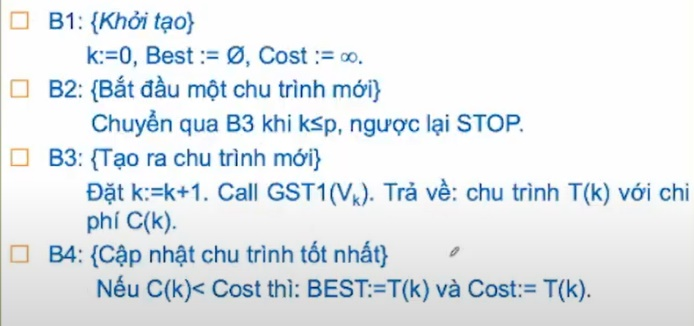 B1: {Khởi tạo}
k:=0, Best := Ø, Cost := ∞.
B2: {Bắt đầu một chu trình mới}
Chuyển qua B3 khi k≤p, ngược lại STOP.
B3: {Tạo ra chu trình mới}
Đặt k:=k+1. Call GST1(Vₖ). Trả về: chu trình T(k) với chi
phí C(k).
B4: {Cập nhật chu trình tốt nhất}
Nếu C(k)< Cost thì: BEST:=T(k) và Cost:= T(k).